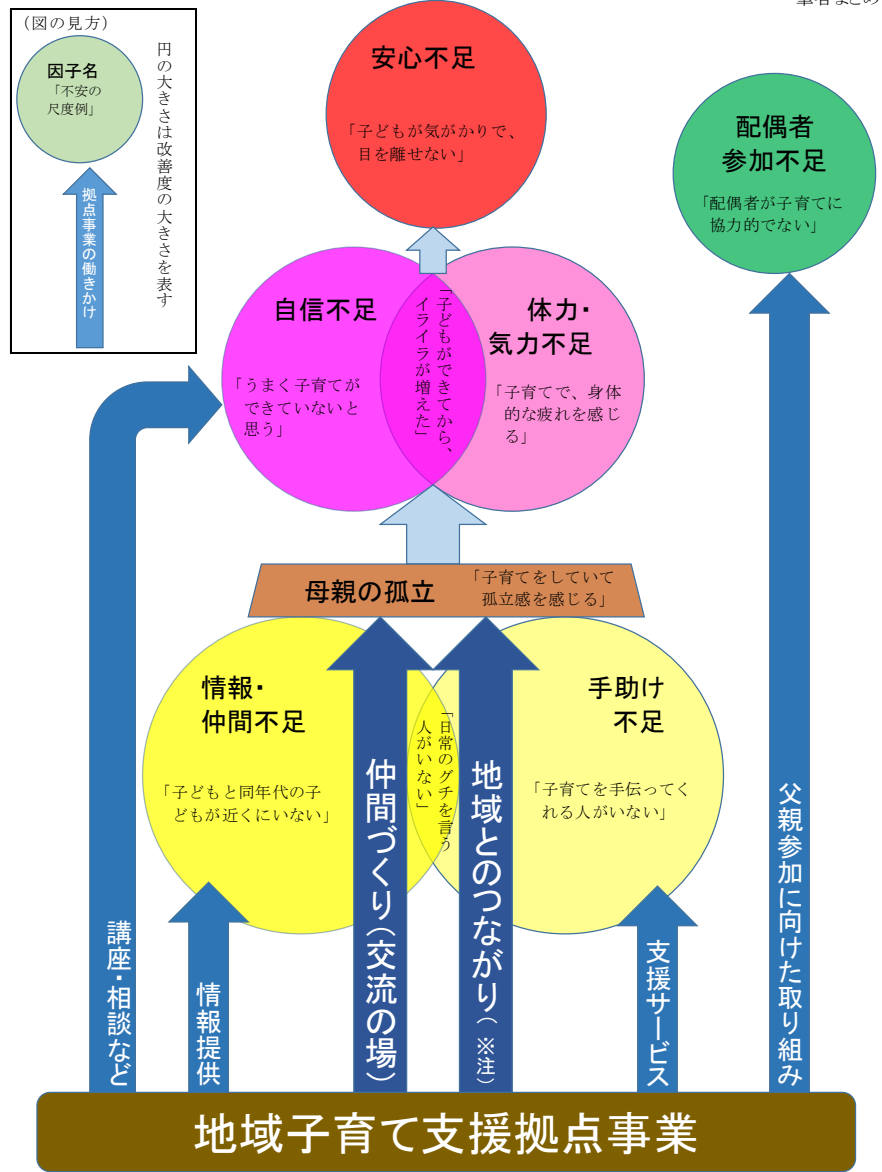 筆者まとめ
（図の見方）
因子名
「不安の
尺度例」
拠点事業の働きかけ
円の大きさは改善度の大きさを表す
安心不足
「子どもが気がかりで、
目を離せない」
配偶者
参加不足
「配偶者が子育てに
協力的でない」
自信不足
「うまく子育てが
できていないと
思う」
「子どもができてから、
イライラが増えた」
体力・
気力不足
「子育てで、身体
的な疲れを感じ
る」
母親の孤立
「子育てをしていて
孤立感を感じる」
情報・
仲間不足
「子どもと同年代の子
どもが近くにいない」
「日常のグチを言う
人がいない」
手助け
不足
「子育てを手伝ってく
れる人がいない」
講座・相談など
情報提供
仲間づくり（交流の場）
地域とのつながり（※注）
支援サービス
父親参加に向けた取り組み
地域子育て支援拠点事業